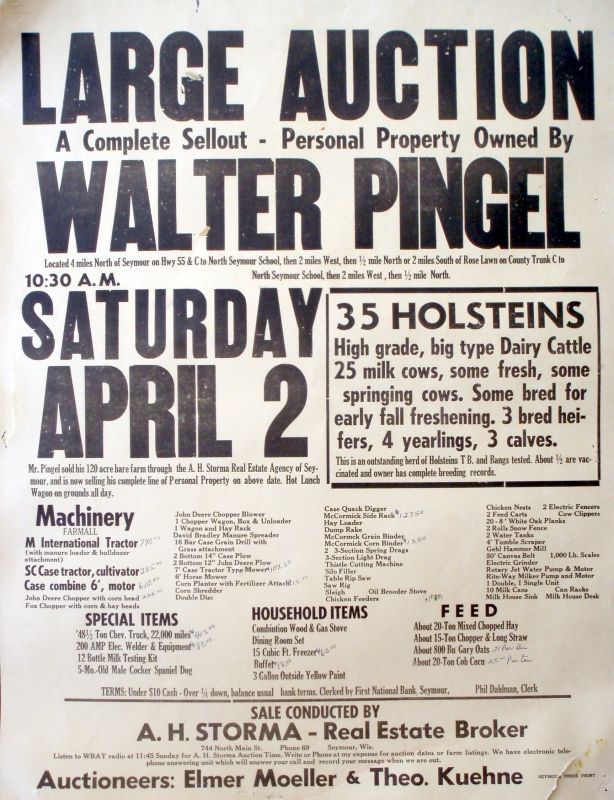 LARGE AUCTION
A Complete Sellout - Personal Property Owned By
WALTER PINGEL
Located 4 miles North of Seymour on Hwy 55 & C to North Seymour School, then 2 miles West, then ½ mile North or 2 miles South of Rose Lawn on County Trunk C to
North Seymour School, then 2 miles West, then ½ mile North.
10:30 A.M.
SATURDAY
APRIL 2
Mr. Pingel sold his 120 acre bare farm through the A. H. Storma Real Estate Agency of Sey-
mour, and is now selling his complete line of Personal Property on above date. Hot Lunch
Wagon on grounds all day.
35 HOLSTEINS
High grade, big type Dairy Cattle
25 milk cows, some fresh, some
springing cows. Some bred for
early fall freshening. 3 bred hei-
fers, 4 yearlings, 3 calves.
This is an outstanding herd of Holsteins T B. and Bangs tested. About ½ are vac-
cinated and owner has complete breeding records.
Machinery
FARMALL
M International Tractor
(with manure loader & bulldozer
attachment)
SC Case tractor, cultivator
Case combine 6', motor
John Deere Chopper with corn head
Fox Chopper with corn & hay heads
John Deere Chopper Blower
1 Chopper Wagon, Box & Unloader
1 Wagon and Hay Rack
David Bradley Manure Spreader
16 Bar Case Grain Drill with
Grass attachment
2 Bottom 14" Case Plow
2 Bottom 12" John Deere Plow
7' Case Tractor Type Mower
6' Horse Mower
Corn Planter with Fertilizer Attach
Corn Shredder
Double Disc
Case Quack Digger
McCormick Side Rack $12750
Hay Loader
Dump Rake
McCormck Grain Binder
McCormick Corn Binder
2 3-Section Spring Drags
3-Section Light Drag
Thistle Cutting Machine
Silo Filler
Table Rip Saw
Saw Rig
Sleigh Oil Brooder Stove
Chicken Feeders
Chicken Nests 2 Electric Fencers
2 Feed Carts Cow Clippers
20 - 8' White Oak Planks
2 Rolls Snow Fence
2 Water Tanks
4' Tumble Scraper
Gehl Hammer Mill
50' Canvas Belt 1,000 Lb. Scales
Electric Grinder
Rotary Jet Water Pump & Motor
Rite-Way Milker Pump and Motor
1 Double, 1 Single Unit
10 Milk Cans Can Racks
Milk House Sink Milk House Desk
SPECIAL ITEMS
'48½ Ton Chev. Truck, 22,000 miles
200 AMP Elec. Welder & Equipment
12 Bottle Milk Testing Kit
5-Mo.-Old Male Cocker Spaniel Dog
HOUSEHOLD ITEMS
Combintion Wood & Gas Stove
Dining Room Set
15 Cubic Ft. Freezer
Buffet
3 Gallon Outside Yellow Paint
FEED
About 20-Ton Mixed Chopped Hay
About 15-Ton Chopper & Long Straw
About 800 Bu Gary Oats
About 20-Ton Cob Corn
TERMS: Under $10 Cash - Over ¼ down, balance usual bank terms. Clerked by First National Bank, Seymour, Phil Dahlman, Clerk
SALE CONDUCTED BY
A. H. STORMA - Real Estate Broker
744 North Main St. Phone 69 Seymour, Wis.
Listen to WBAY radio at 11:45 Sunday for A. H. Storma Auction Time. Write or Phone at my expense for auction dates or farm listings. We have electronic tele-
phone answering unit which will answer your call and record your message when we are out.
Auctioneers: Elmer Moeller & Theo. Kuehne
SEYMOUR PRESS PRINT